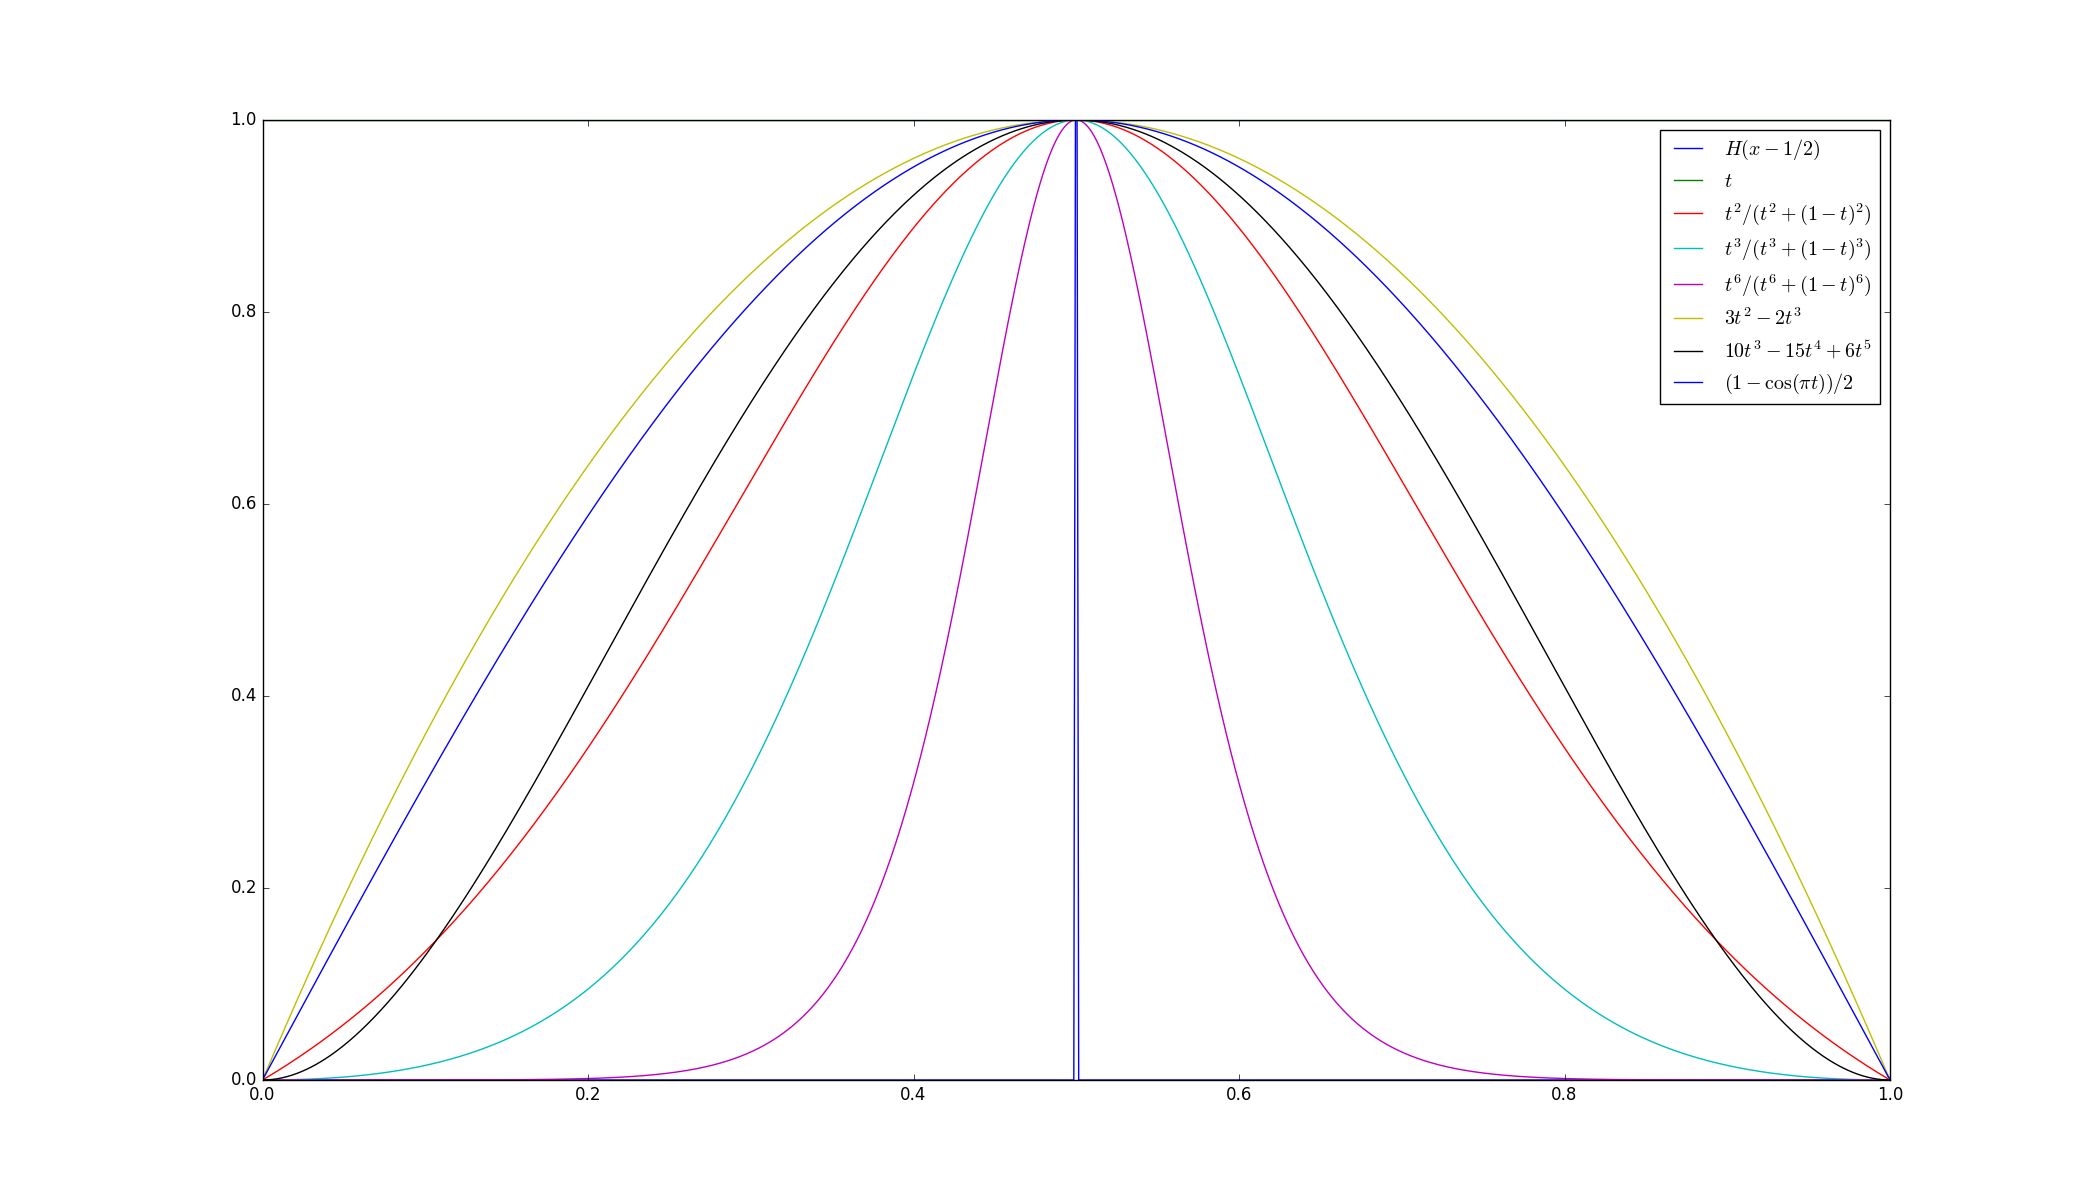 1.0
0.8
0.6
0.4
0.2
0.0
0.0 0.2 0.4 0.6 0.8 1.0
H(x − 1/2)
t
t²/(t² + (1 − t)²)
t³/(t³ + (1 − t)³)
t⁶/(t⁶ + (1 − t)⁶)
3t² − 2t³
10t³ − 15t⁴ + 6t⁵
(1 − cos(πt))/2